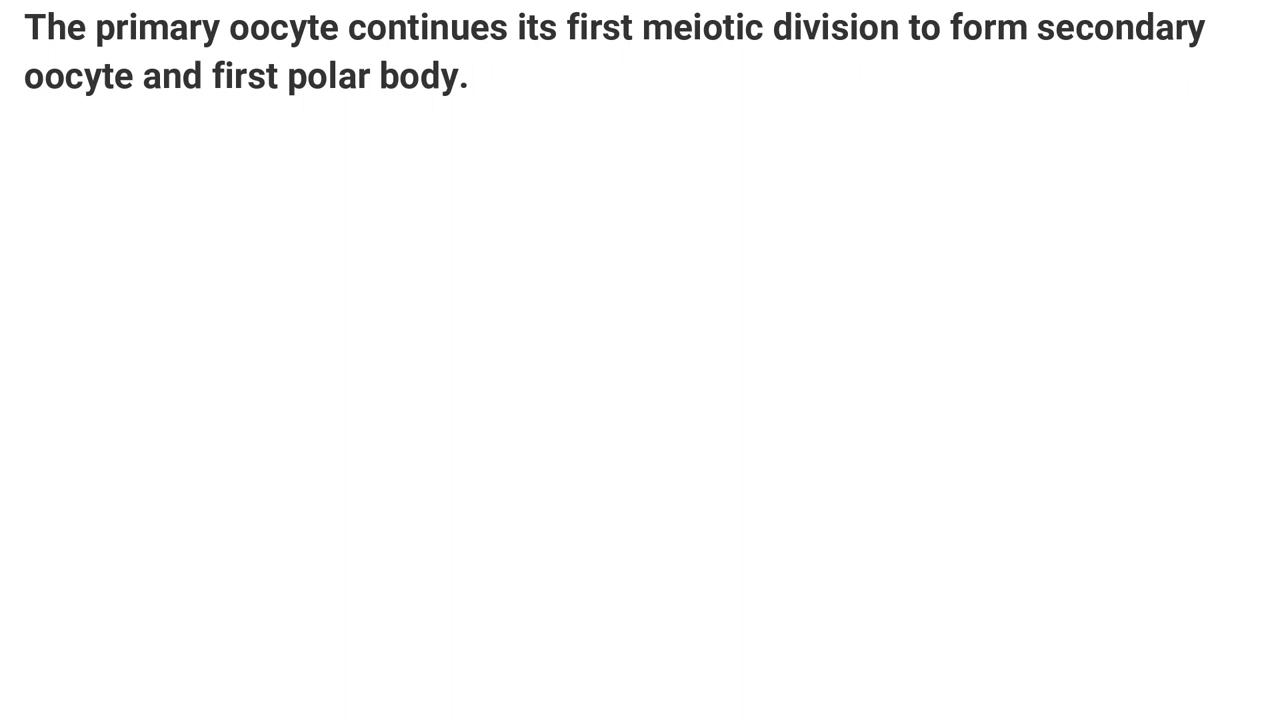 The primary oocyte continues its first meiotic division to form secondary
oocyte and first polar body.